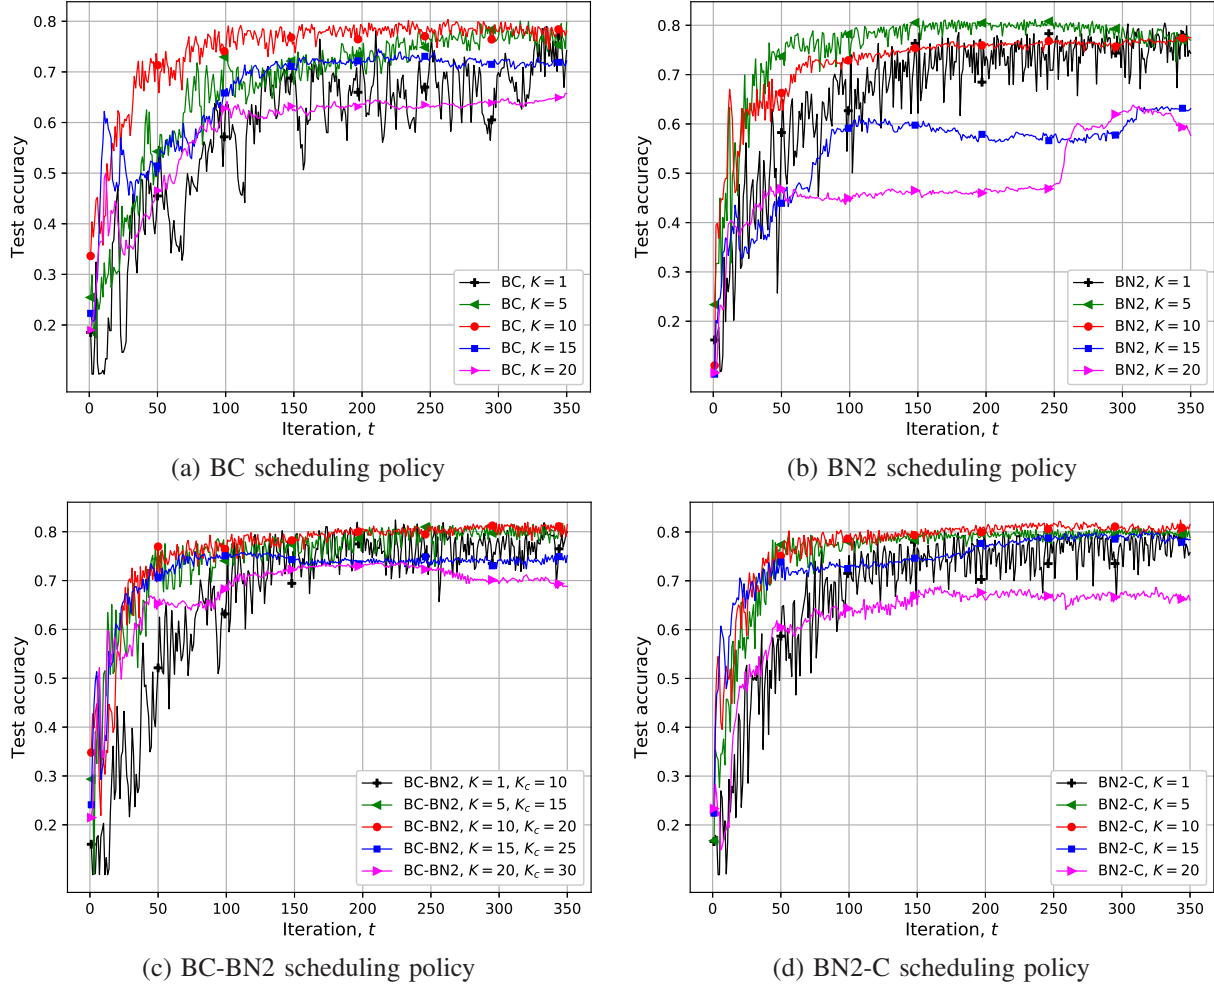 0.8
0.7
0.6
0.5
0.4
0.3
0.2
Test accuracy
BC, K = 1
BC, K = 5
BC, K = 10
BC, K = 15
BC, K = 20
0 50 100 150 200 250 300 350
Iteration, t
(a) BC scheduling policy
0.8
0.7
0.6
0.5
0.4
0.3
0.2
Test accuracy
BN2, K = 1
BN2, K = 5
BN2, K = 10
BN2, K = 15
BN2, K = 20
0 50 100 150 200 250 300 350
Iteration, t
(b) BN2 scheduling policy
0.8
0.7
0.6
0.5
0.4
0.3
0.2
Test accuracy
BC-BN2, K = 1, K_c = 10
BC-BN2, K = 5, K_c = 15
BC-BN2, K = 10, K_c = 20
BC-BN2, K = 15, K_c = 25
BC-BN2, K = 20, K_c = 30
0 50 100 150 200 250 300 350
Iteration, t
(c) BC-BN2 scheduling policy
0.8
0.7
0.6
0.5
0.4
0.3
0.2
Test accuracy
BN2-C, K = 1
BN2-C, K = 5
BN2-C, K = 10
BN2-C, K = 15
BN2-C, K = 20
0 50 100 150 200 250 300 350
Iteration, t
(d) BN2-C scheduling policy